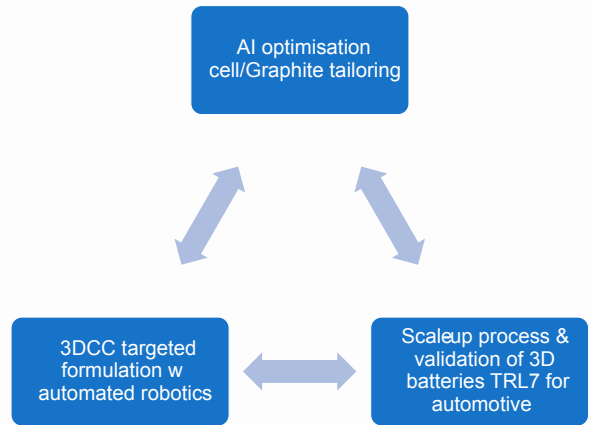 AI optimisation
cell/Graphite tailoring
3DCC targeted
formulation w
automated robotics
Scaleup process &
validation of 3D
batteries TRL7 for
automotive